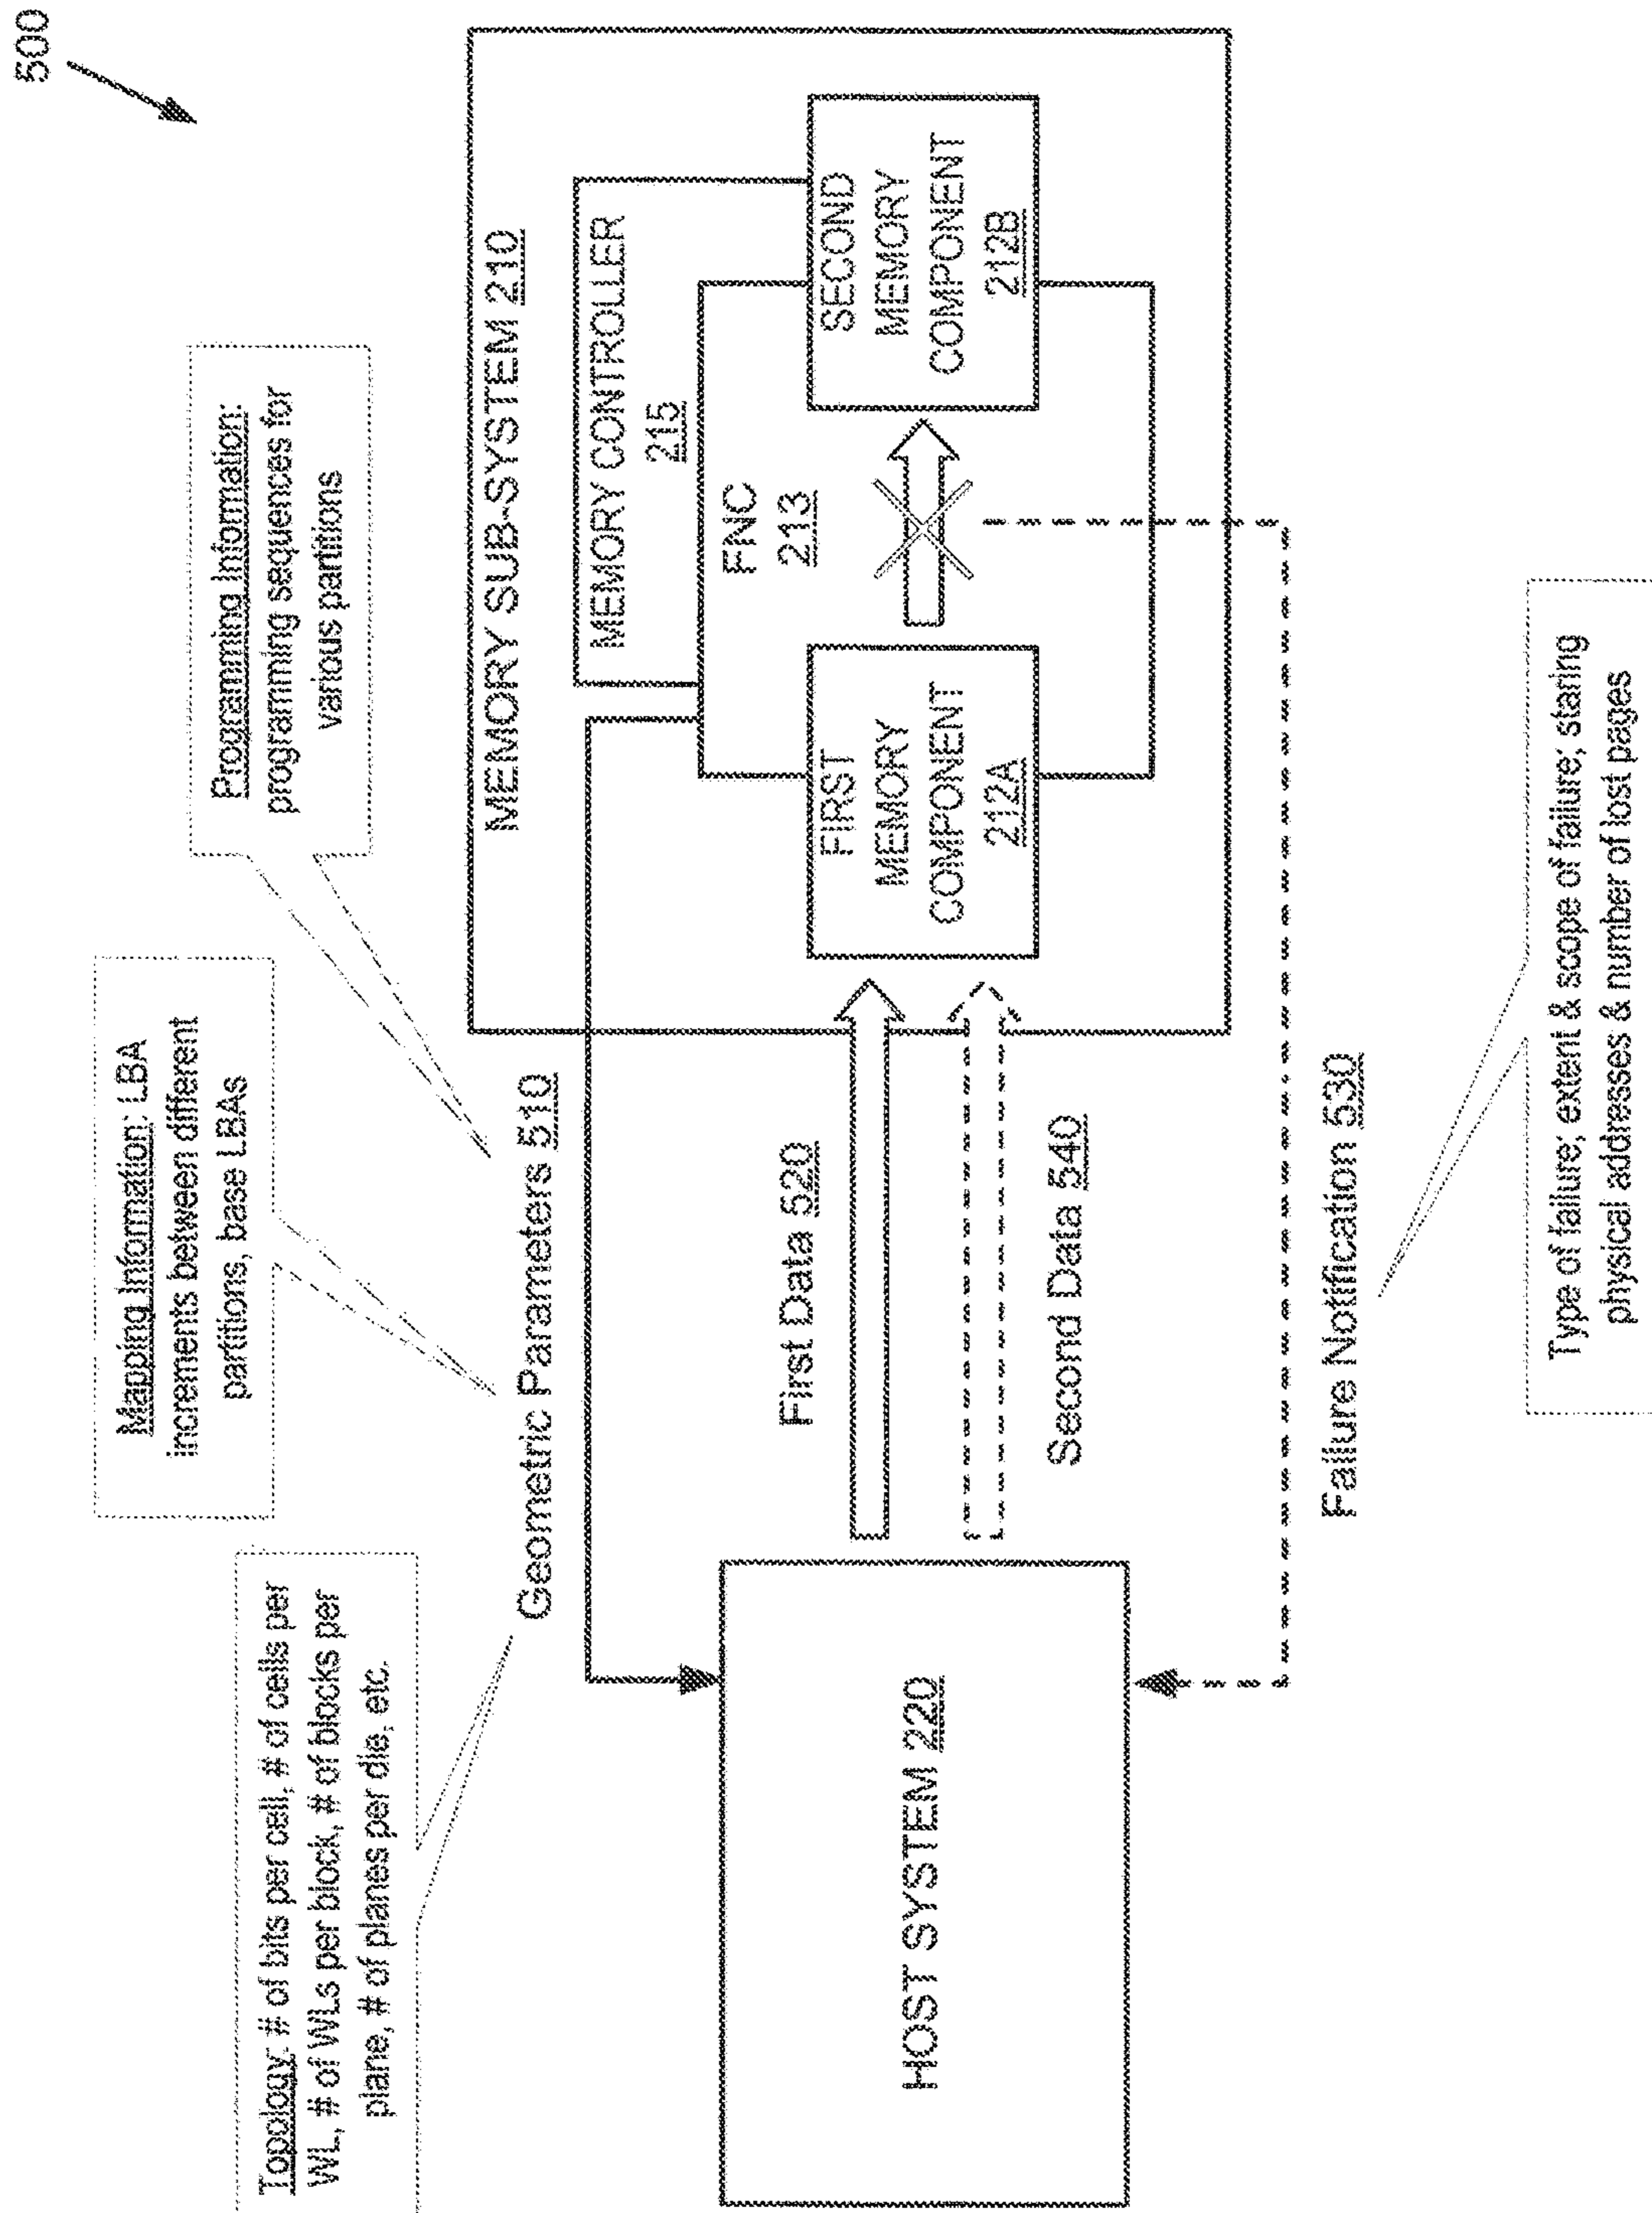 500
Topology: # of bits per cell, # of cells per
WL, # of WLs per block, # of blocks per
plane, # of planes per die, etc.
Mapping Information: LBA
increments between different
partitions, base LBAs
Programming Information:
programming sequences for
various partitions
Geometric Parameters 510
MEMORY SUB-SYSTEM 210
MEMORY CONTROLLER
215
FNC
213
FIRST
MEMORY
COMPONENT
212A
SECOND
MEMORY
COMPONENT
212B
HOST SYSTEM 220
First Data 520
Second Data 540
Failure Notification 530
Type of failure; extent & scope of failure; staring
physical addresses & number of lost pages